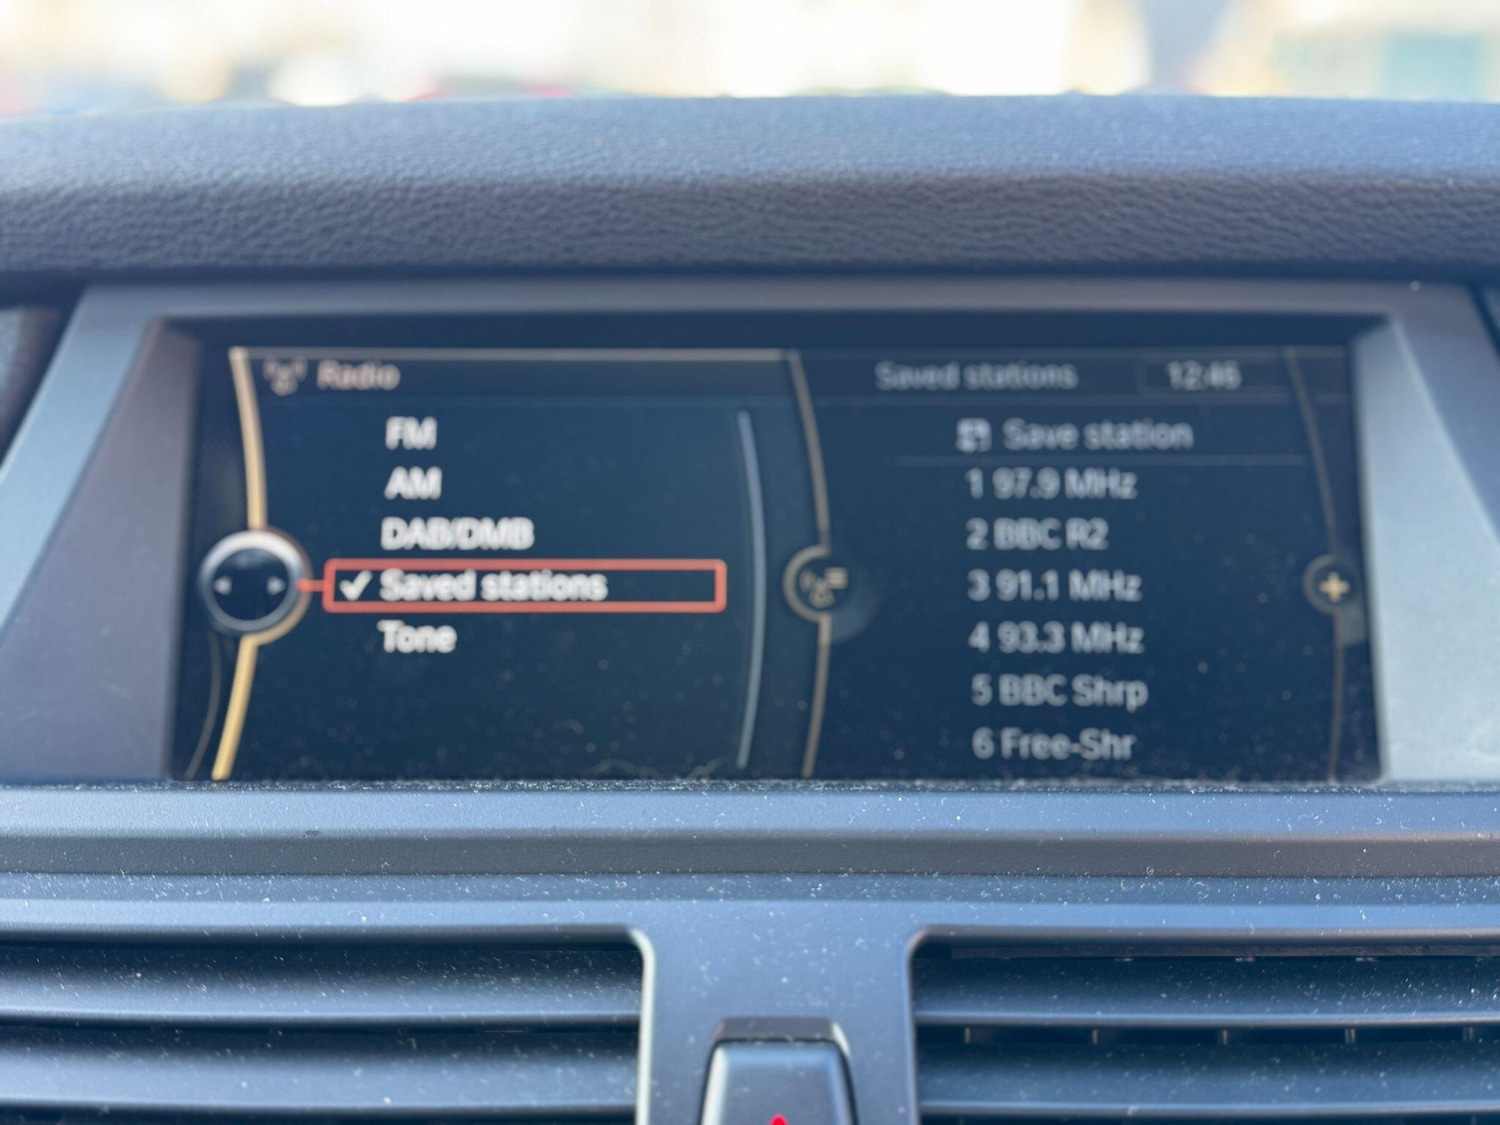 Radio
FM
AM
DAB/DMB
Saved stations
Tone
Saved stations 12:46
Save station
1 97.9 MHz
2 BBC R2
3 91.1 MHz
4 93.3 MHz
5 BBC Shrp
6 Free-Shr